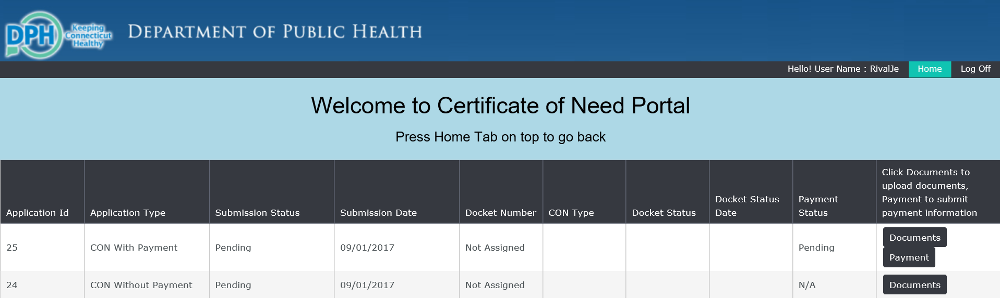 DPH
Keeping
Connecticut
Healthy
DEPARTMENT OF PUBLIC HEALTH
Hello! User Name : RivalJe Home Log Off
Welcome to Certificate of Need Portal
Press Home Tab on top to go back
Application Id
Application Type
Submission Status
Submission Date
Docket Number
CON Type
Docket Status
Docket Status
Date
Payment
Status
Click Documents to
upload documents,
Payment to submit
payment information
25 CON With Payment Pending 09/01/2017 Not Assigned Pending
Documents
Payment
24 CON Without Payment Pending 09/01/2017 Not Assigned N/A Documents